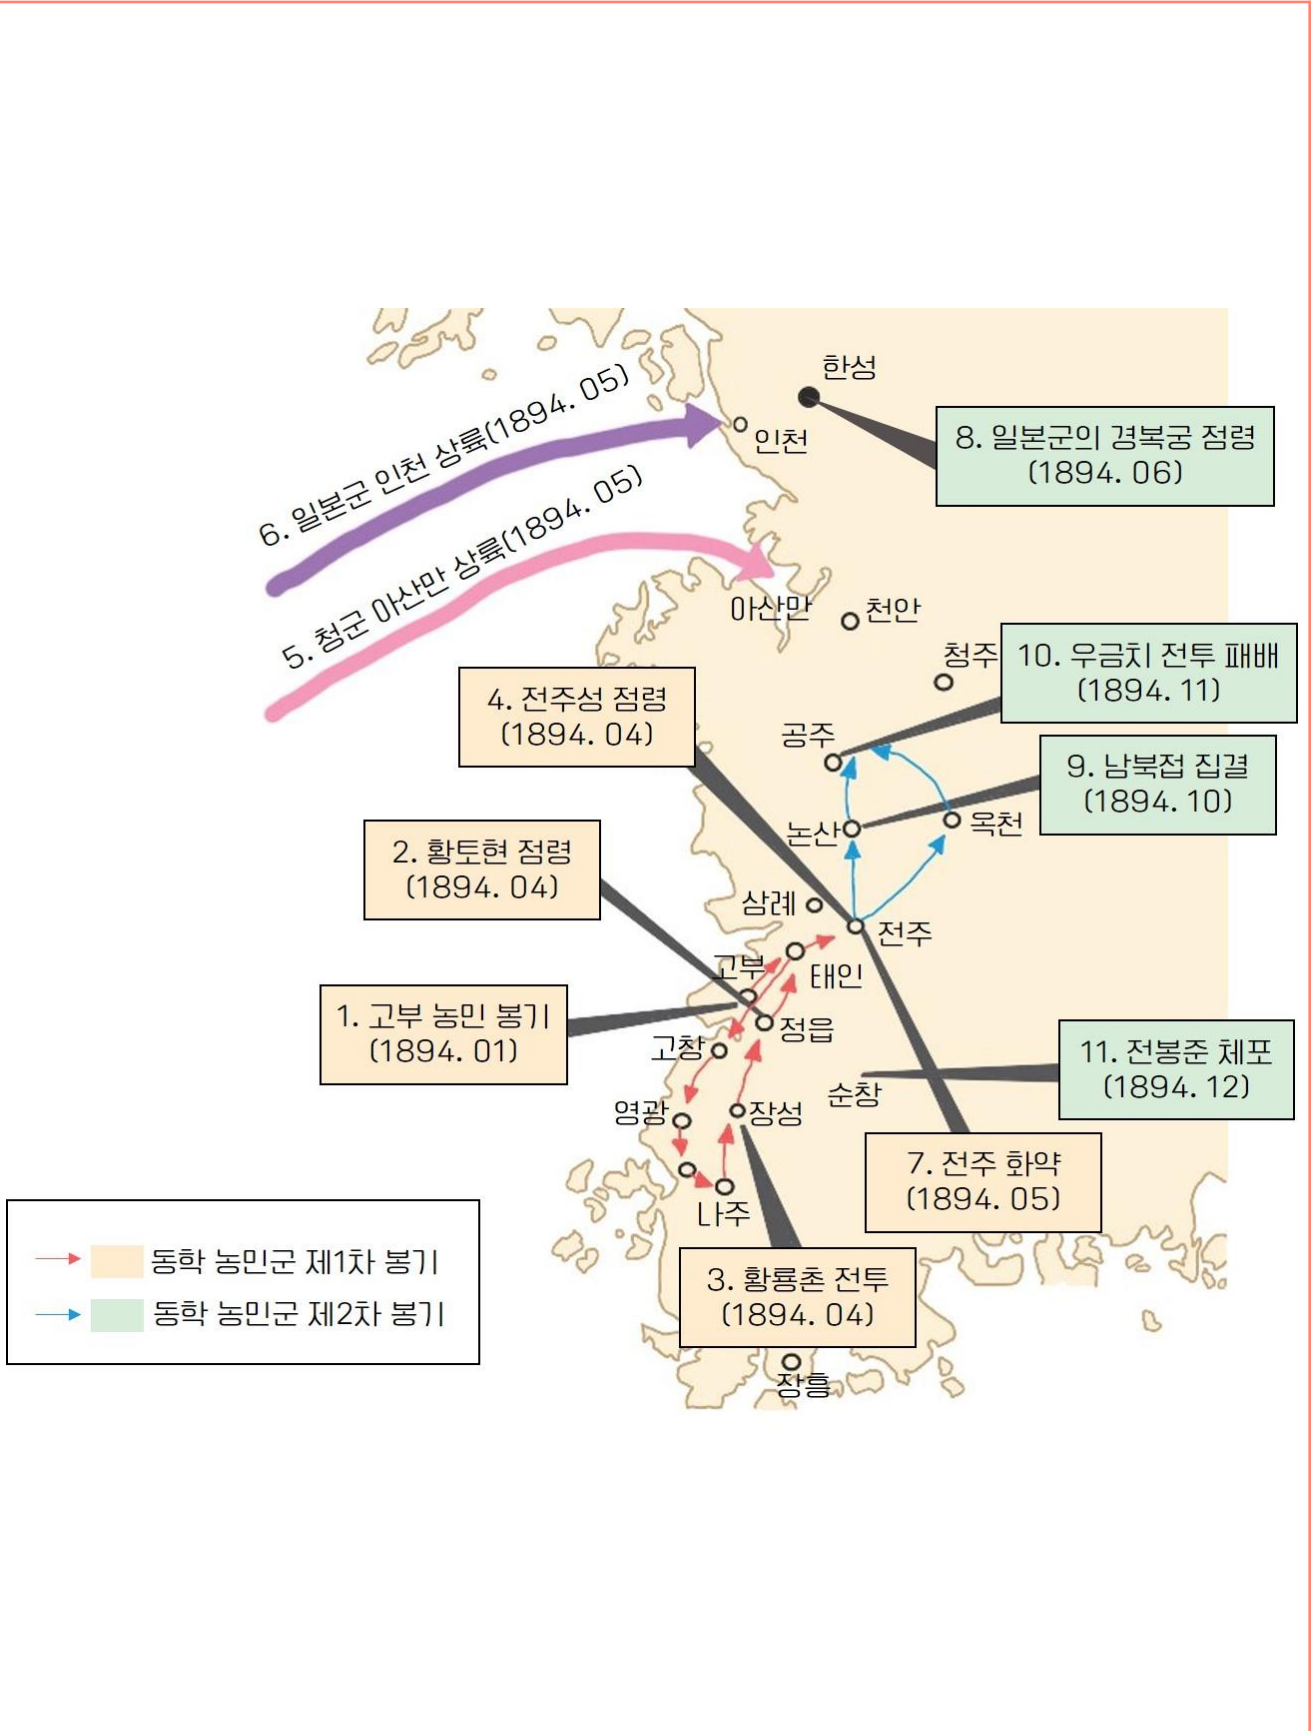 한성
6. 일본군 인천 상륙(1894. 05)
인천
8. 일본군의 경복궁 점령
(1894. 06)
5. 청군 아산만 상륙(1894. 05)
아산만
천안
청주
10. 우금치 전투 패배
(1894. 11)
4. 전주성 점령
(1894. 04)
공주
9. 남북접 집결
(1894. 10)
논산
옥천
2. 황토현 점령
(1894. 04)
삼례
전주
고부
태인
1. 고부 농민 봉기
(1894. 01)
정읍
고창
11. 전봉준 체포
(1894. 12)
순창
영광
장성
7. 전주 화약
(1894. 05)
나주
동학 농민군 제1차 봉기
동학 농민군 제2차 봉기
3. 황룡촌 전투
(1894. 04)
장흥